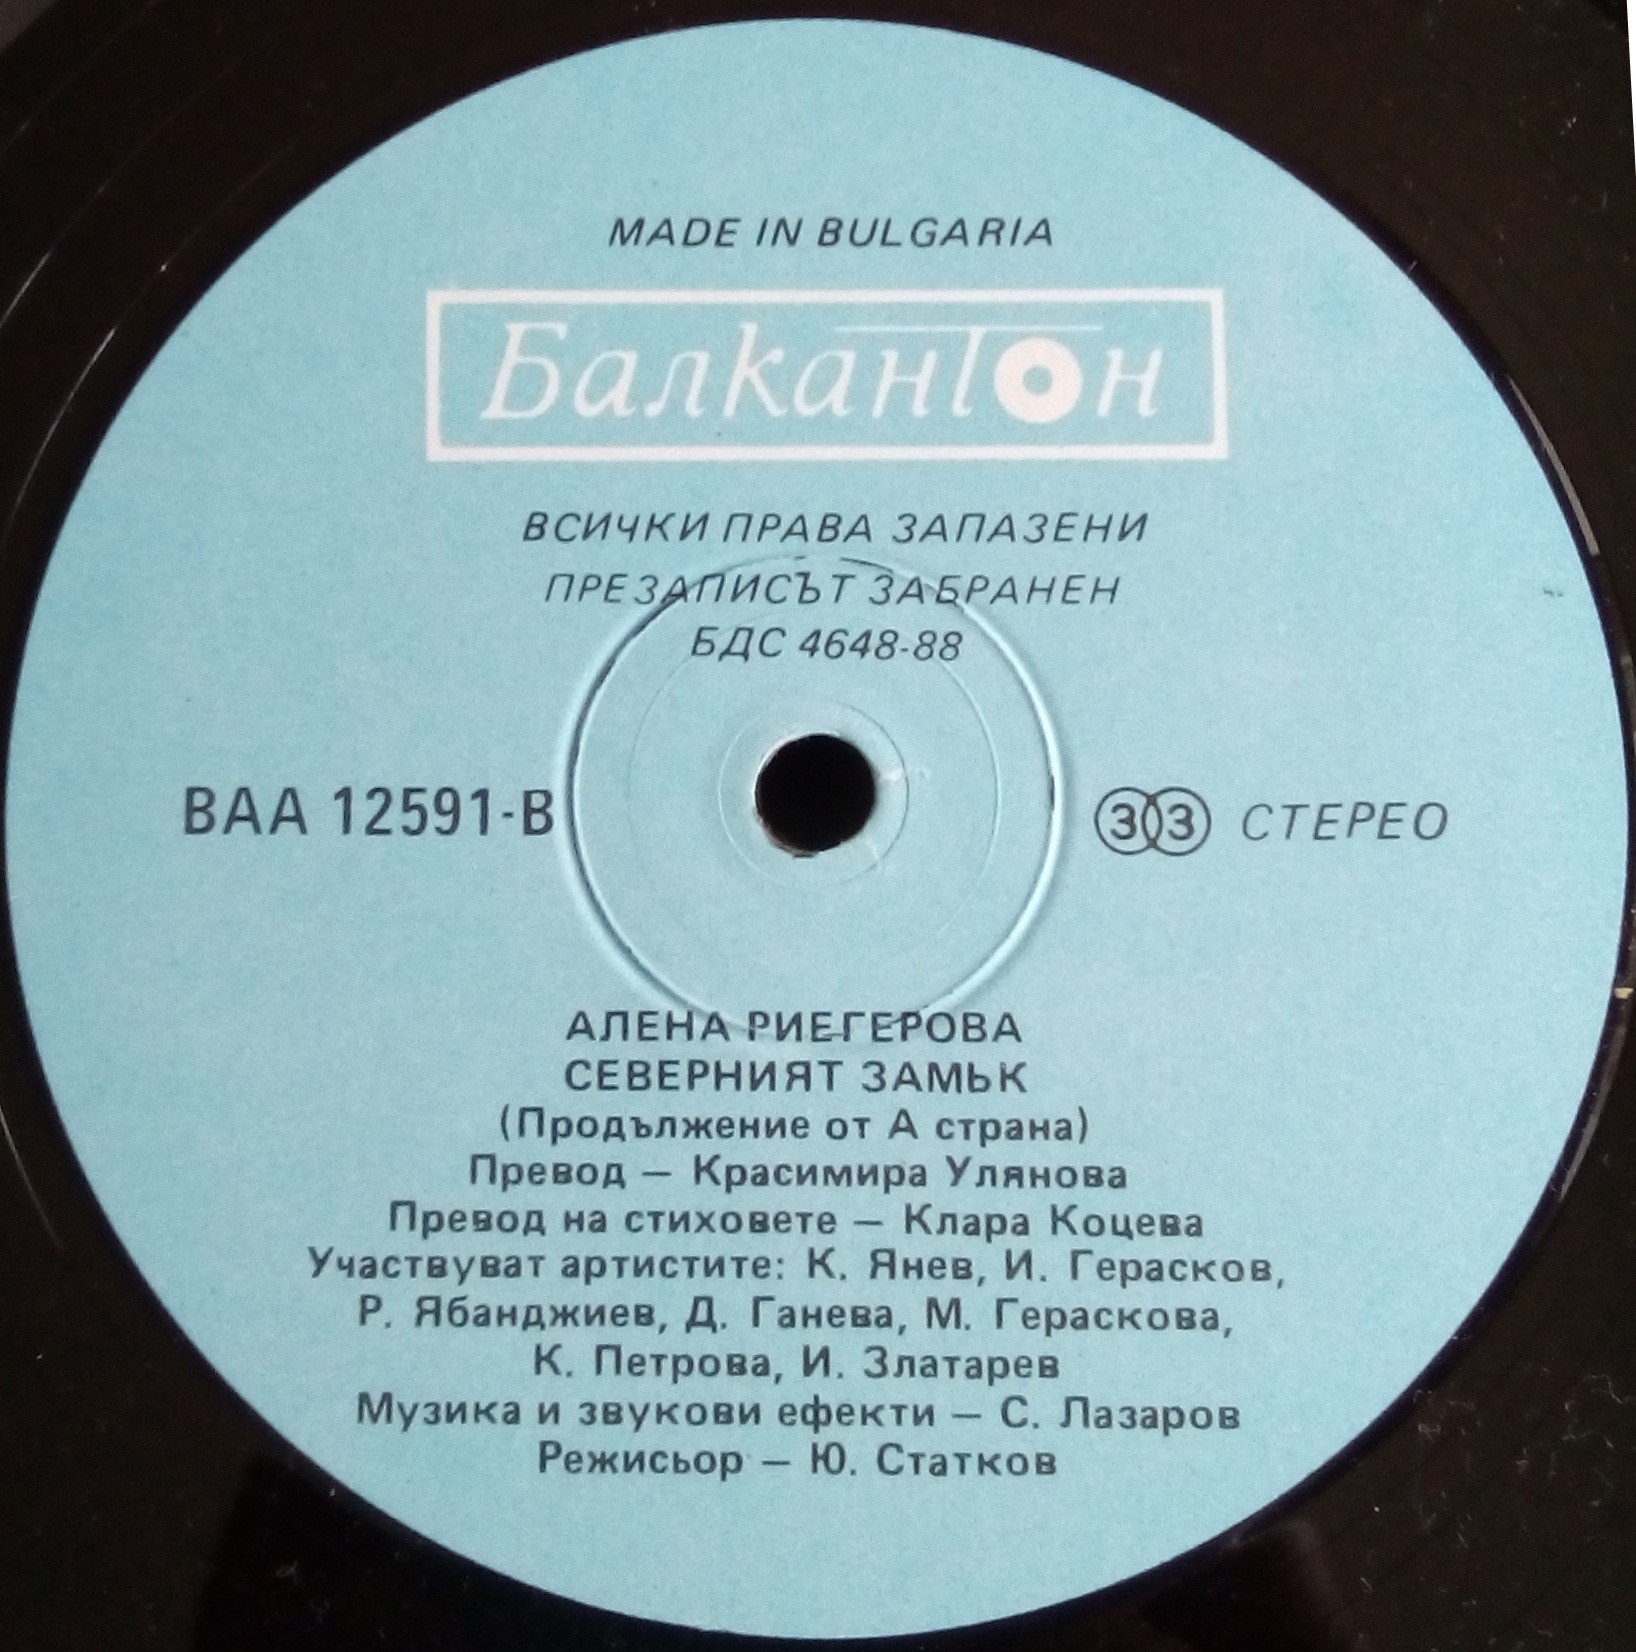 MADE IN BULGARIA
Балкантон
ВСИЧКИ ПРАВА ЗАПАЗЕНИ
ПРЕЗАПИСЪТ ЗАБРАНЕН
БДС 4648-88
ВАА 12591-В
33 СТЕРЕО
АЛЕНА РИЕГЕРОВА
СЕВЕРНИЯТ ЗАМЬК
(Продължение от А страна)
Превод — Красимира Улянова
Превод на стиховете — Клара Коцева
Участвуват артистите: К. Янев, И. Герасков,
Р. Ябанджиев, Д. Ганева, М. Гераскова,
К. Петрова, И. Златарев
Музика и звукови ефекти — С. Лазаров
Режисьор — Ю. Статков